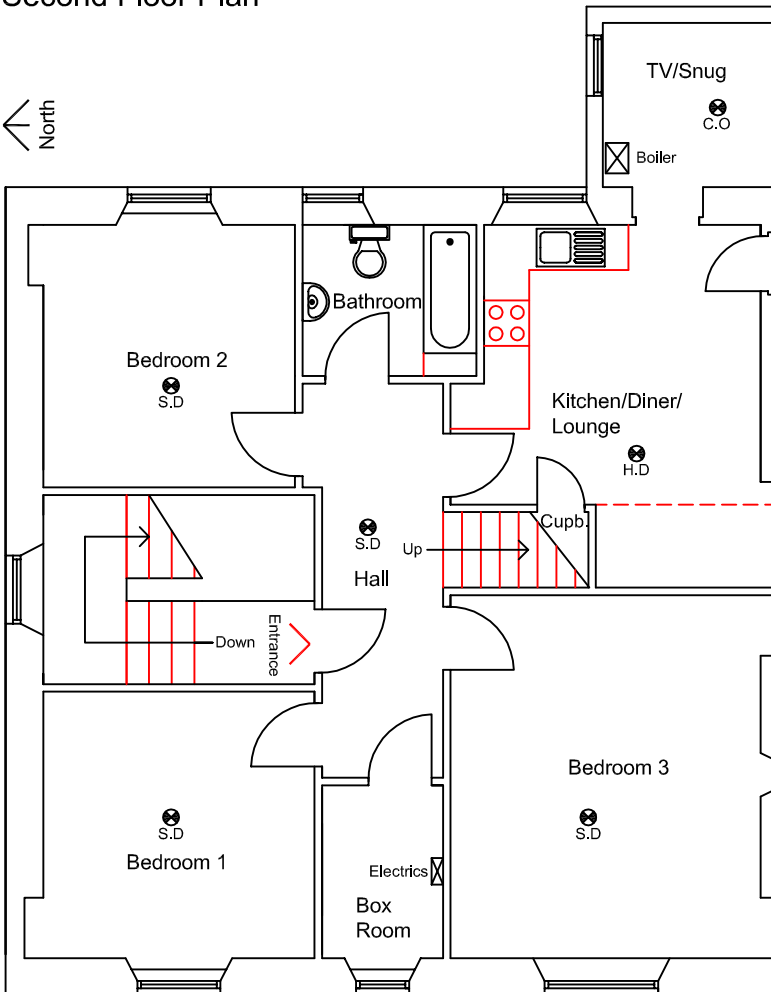 Second Floor Plan
TV/Snug
C.O
North
Boiler
Bathroom
Bedroom 2
S.D
Kitchen/Diner/
Lounge
H.D
Cupb.
S.D
Up
Hall
Entrance
Down
Bedroom 3
S.D
S.D
Bedroom 1
Electrics
Box
Room